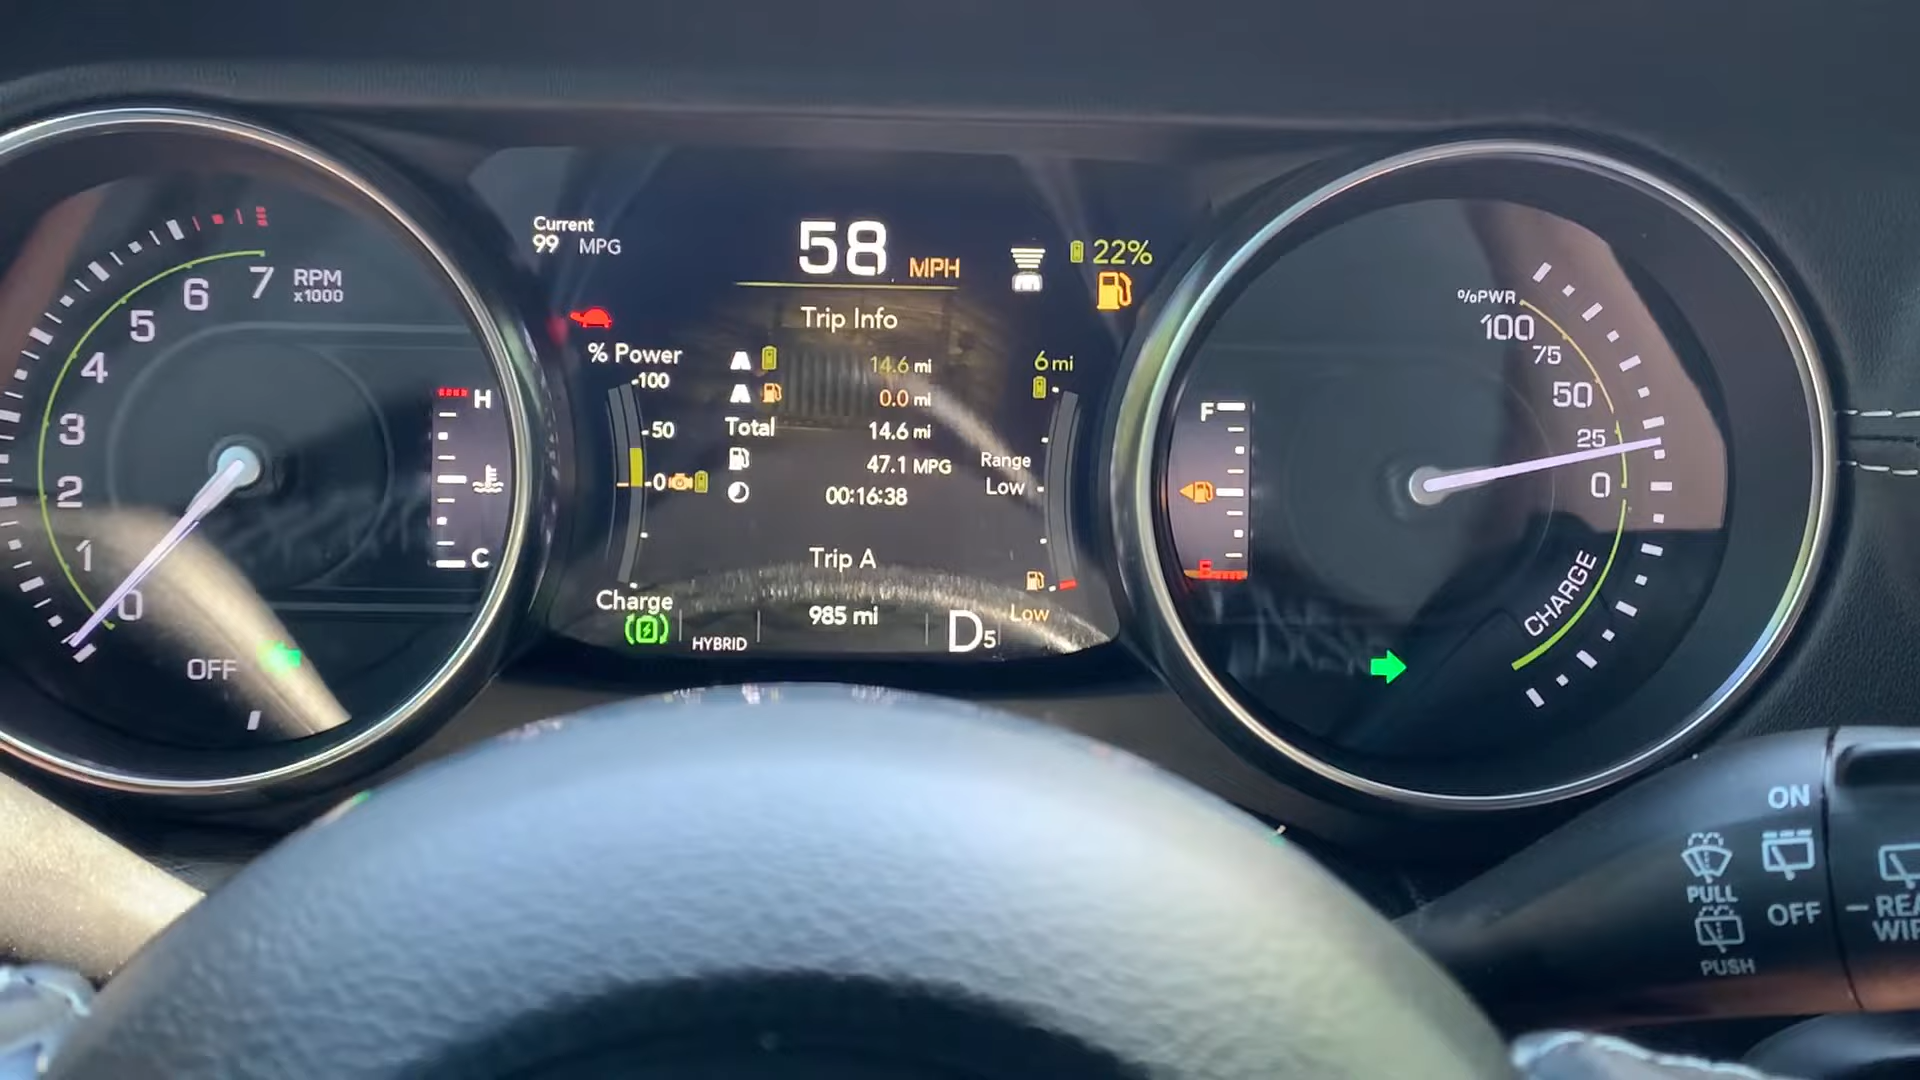 7
RPM
x1000
6
5
4
3
2
1
0
OFF
H
C
Current
99 MPG
58 MPH
22%
Trip Info
% Power
100
50
0
Charge
14.6 mi
0.0 mi
Total 14.6 mi
47.1 MPG
00:16:38
Trip A
985 mi
HYBRID
D5
6 mi
Range
Low
Low
F
E
%PWR
100
75
50
25
0
CHARGE
ON
PULL
OFF
PUSH